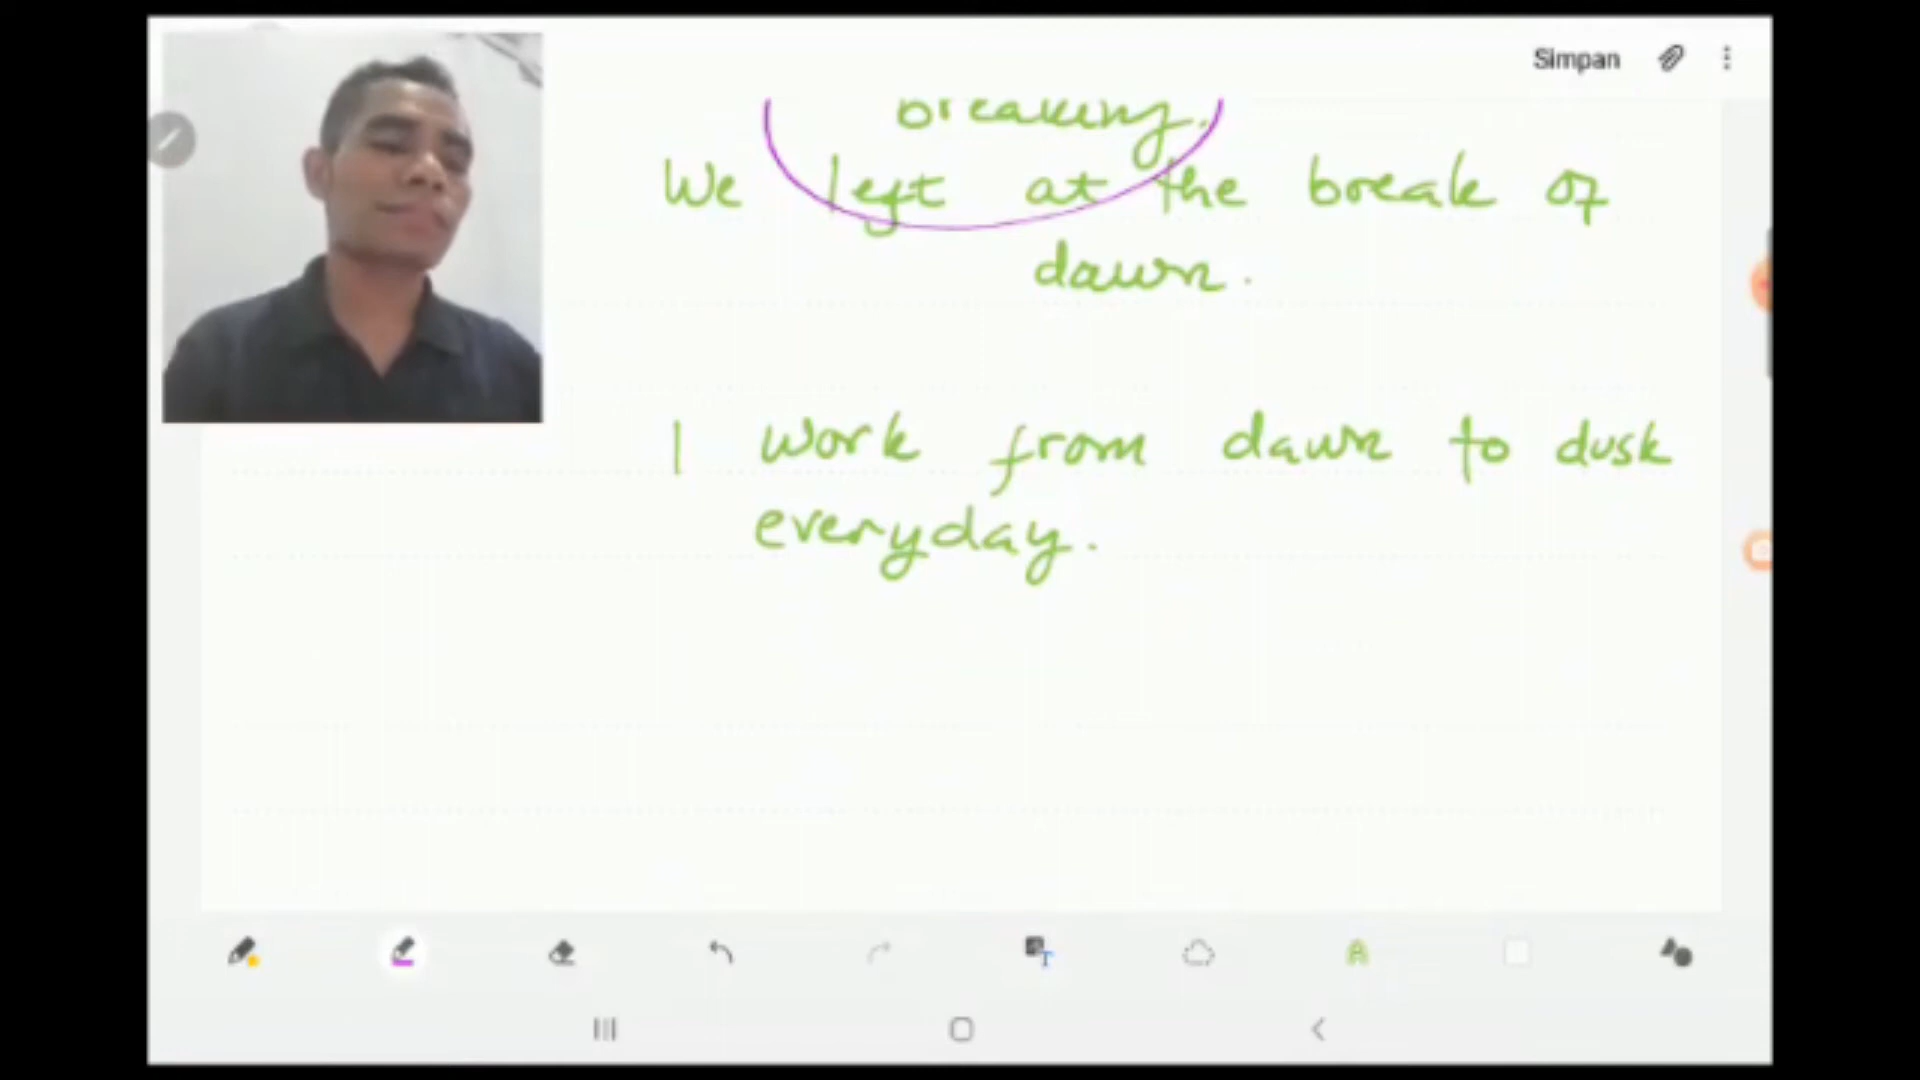 Simpan
breaking.
We left at the break of
dawn.
I work from dawn to dusk
everyday.